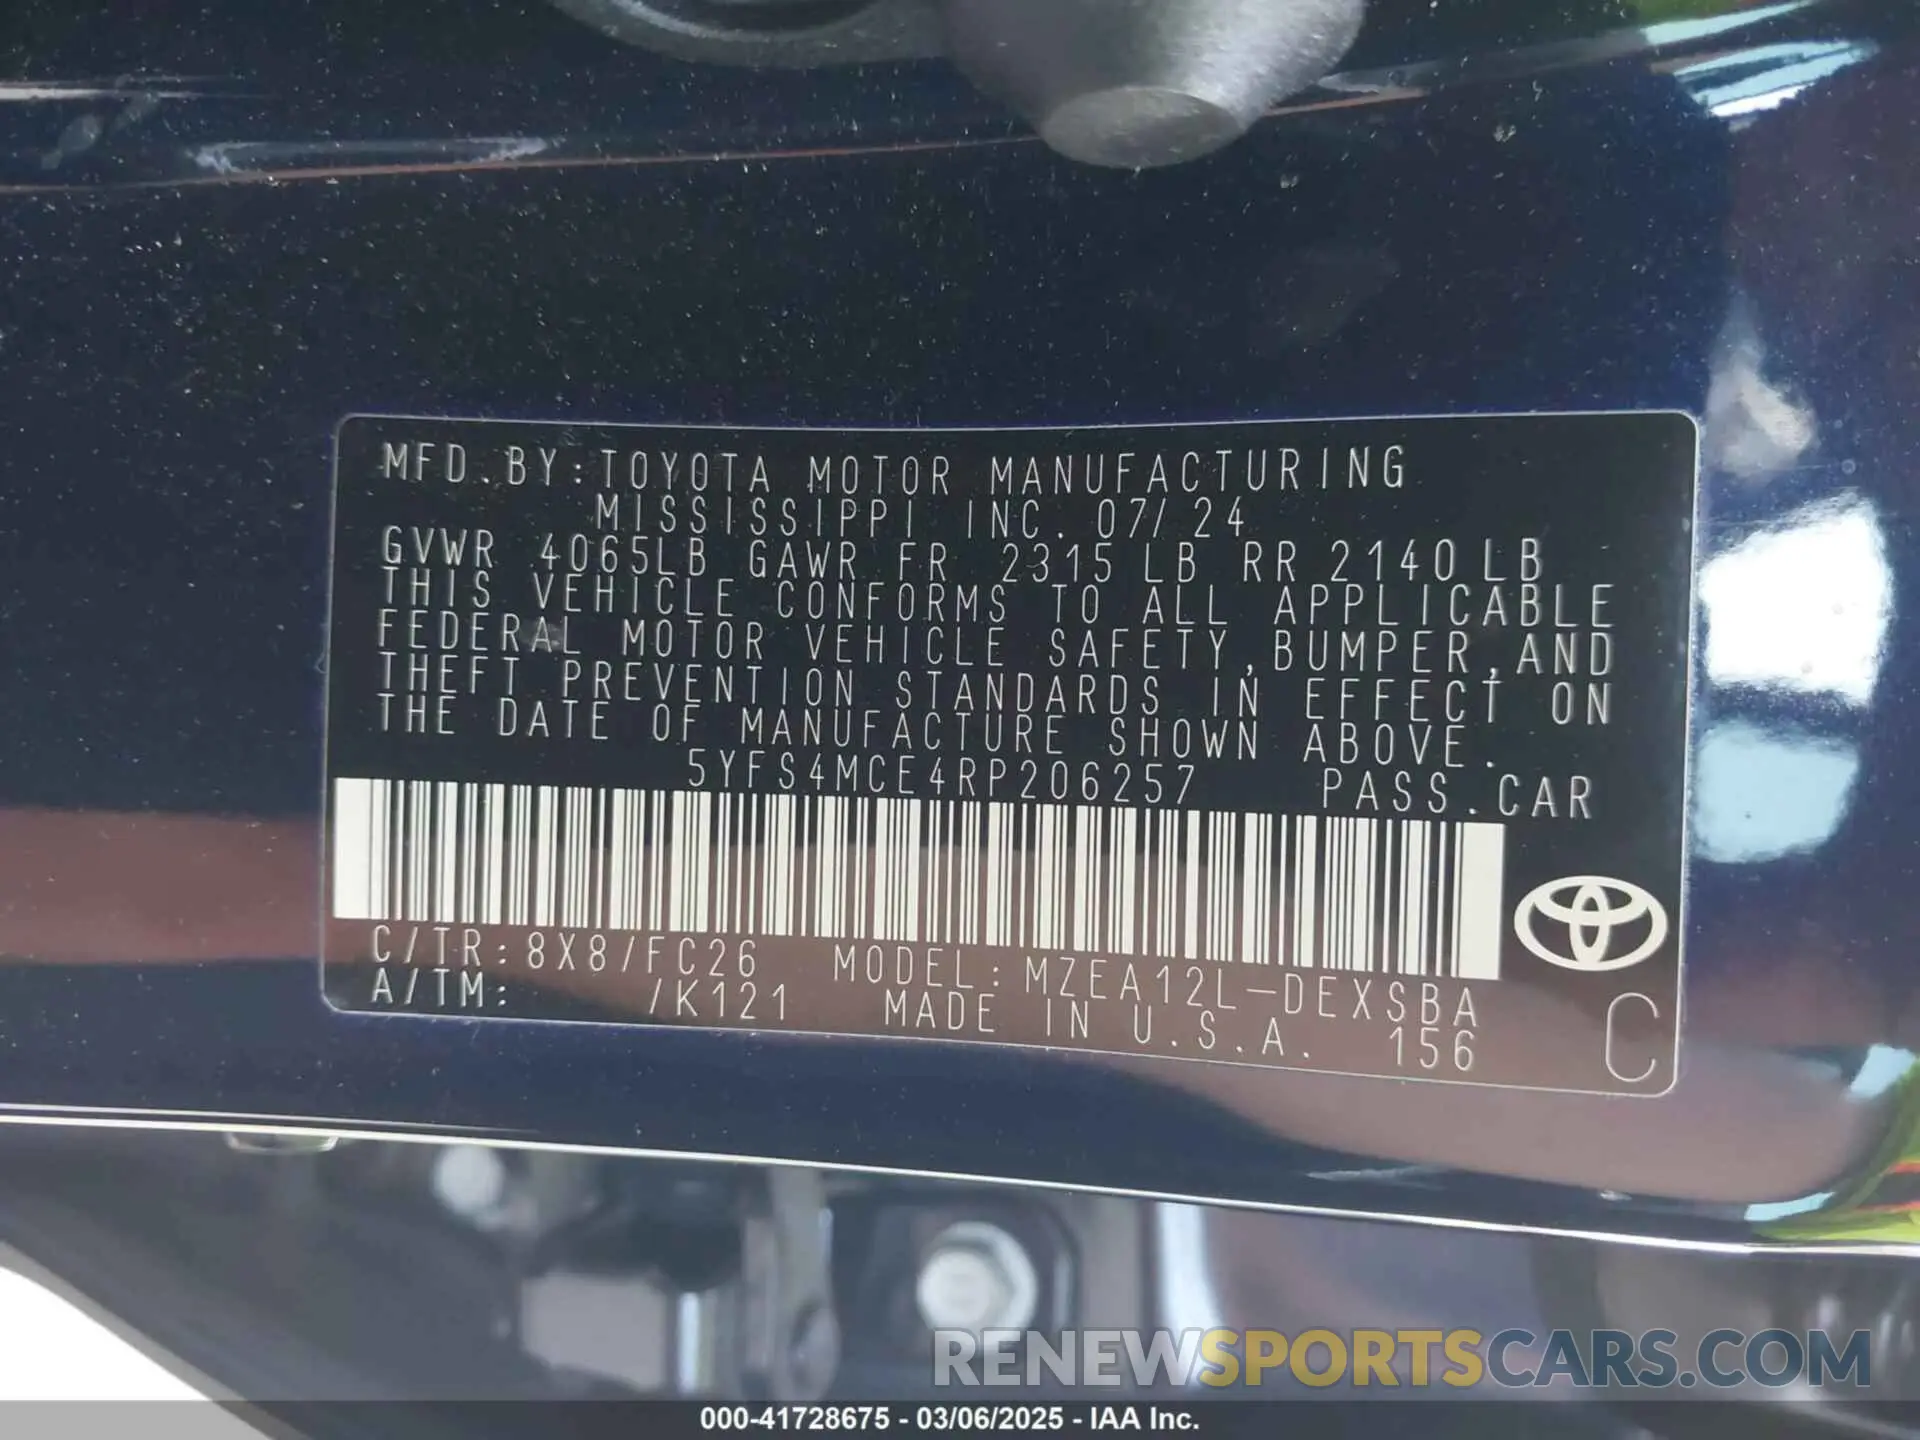 MFD.BY:TOYOTA MOTOR MANUFACTURING
MISSISSIPPI INC. 07/24
GVWR 4065LB GAWR FR 2315LB RR 2140LB
THIS VEHICLE CONFORMS TO ALL APPLICABLE
FEDERAL MOTOR VEHICLE SAFETY,BUMPER,AND
THEFT PREVENTION STANDARDS IN EFFECT ON
THE DATE OF MANUFACTURE SHOWN ABOVE.
5YFS4MCE4RP206257 PASS.CAR
C/TR:8X8/FC26 MODEL:MZEA12L-DEXSBA
A/TM: /K121 MADE IN U.S.A. 156
C
RENEWSPORTSCARS.COM
000-41728675 - 03/06/2025 - IAA Inc.